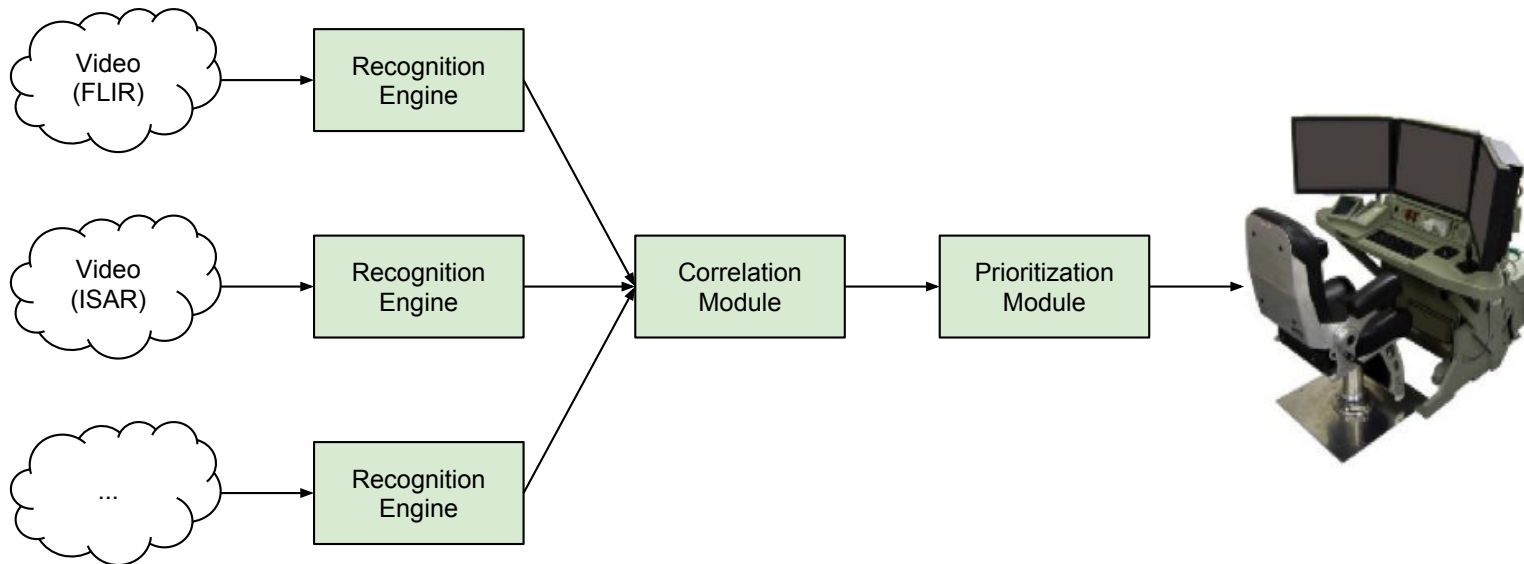 Video
(FLIR)
Recognition
Engine
Video
(ISAR)
Recognition
Engine
Correlation
Module
Prioritization
Module
...
Recognition
Engine